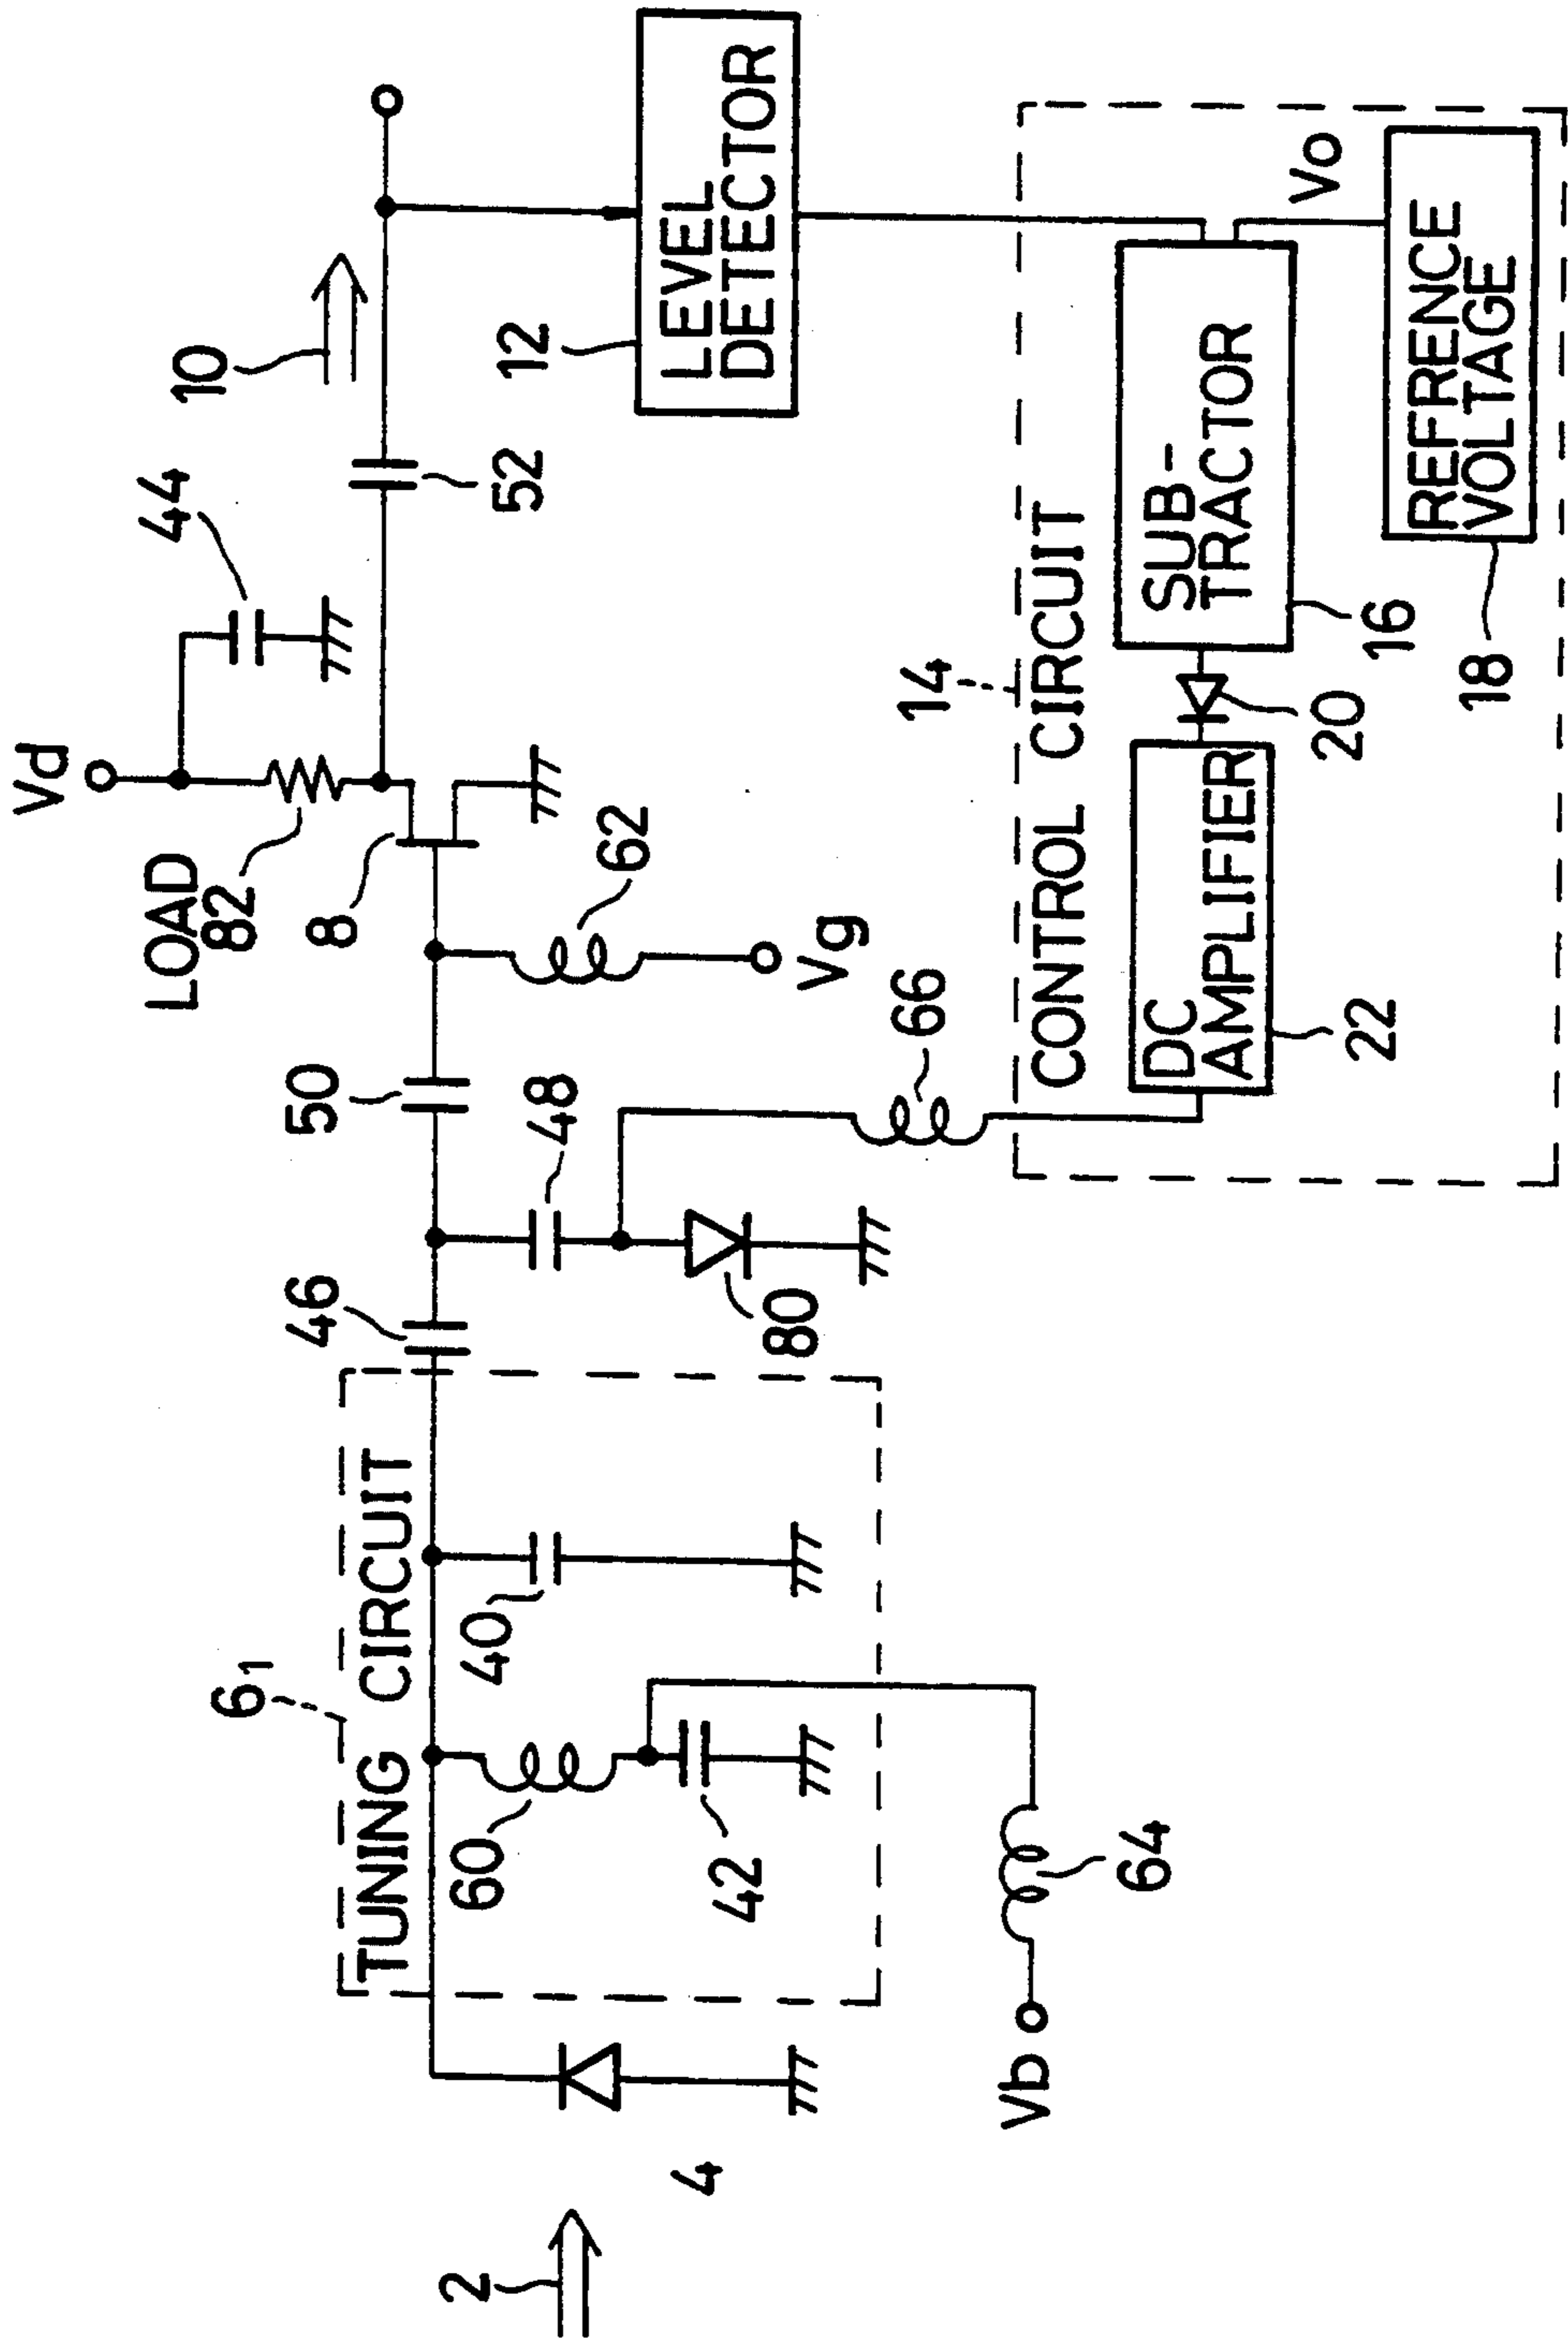 Vd
LOAD
82
44
10
8
50
52
12
LEVEL
DETECTOR
46
48
62
Vg
80
66
6₁
TUNING CIRCUIT
40
60
42
2
4
Vb
64
14
CONTROL CIRCUIT
DC
AMPLIFIER
22
20
SUB-
TRACTOR
16
Vo
REFERENCE
VOLTAGE
18